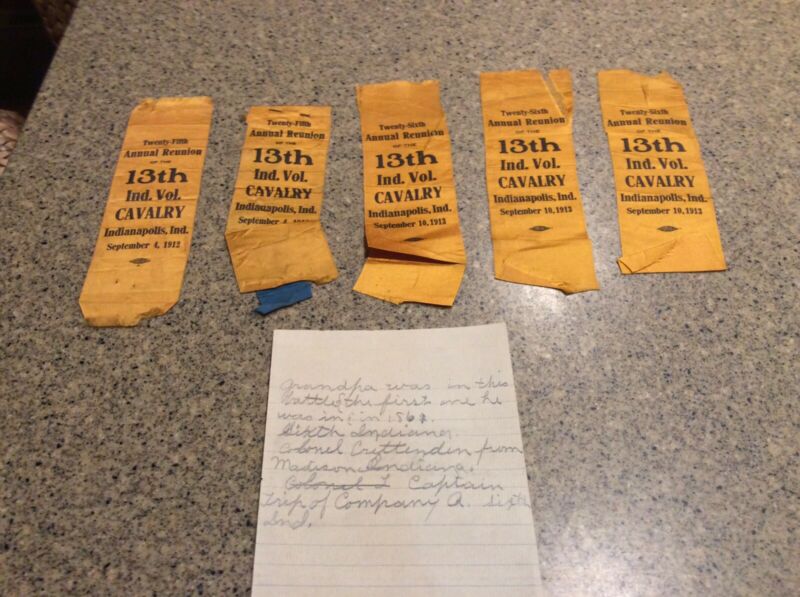 Twenty-Fifth
Annual Reunion
OF THE
13th
Ind. Vol.
CAVALRY
Indianapolis, Ind.
September 4, 1912
Twenty-Fifth
Annual Reunion
OF THE
13th
Ind. Vol.
CAVALRY
Indianapolis, Ind.
September 4
Twenty-Sixth
Annual Reunion
OF THE
13th
Ind. Vol.
CAVALRY
Indianapolis, Ind.
September 10, 1913
Twenty-Sixth
Annual Reunion
OF THE
13th
Ind. Vol.
CAVALRY
Indianapolis, Ind.
September 10, 1913
Twenty-Sixth
Annual Reunion
OF THE
13th
Ind. Vol.
CAVALRY
Indianapolis, Ind.
September 10, 1913
Grandpa was in this
Battle the first one he
was in in 1861.
Sixth Indiana.
Colonel Cryttenden from
Madison Indiana.
Colonel T Captain
Trip of Company A. Sixth
Ind.